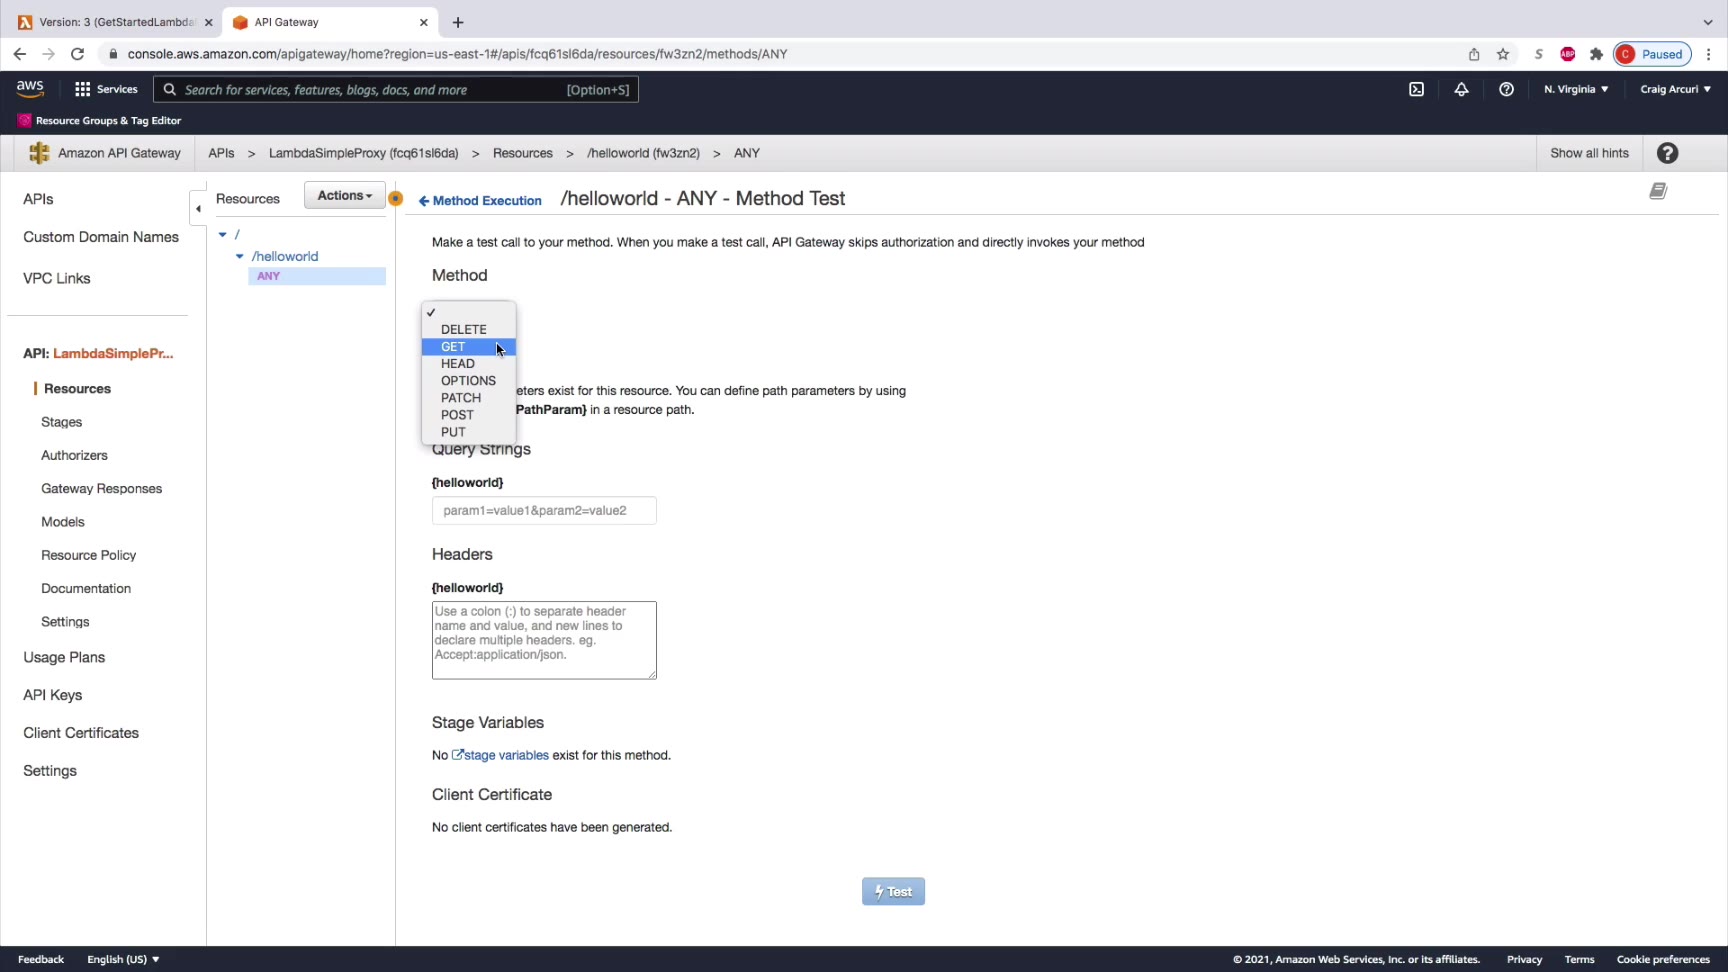 Version: 3 (GetStartedLambda
API Gateway
console.aws.amazon.com/apigateway/home?region=us-east-1#/apis/fcq61sl6da/resources/fw3zn2/methods/ANY
S
ABP
C Paused
aws
Services
Search for services, features, blogs, docs, and more [Option+S]
N. Virginia
Craig Arcuri
Resource Groups & Tag Editor
Amazon API Gateway
APIs > LambdaSimpleProxy (fcq61sl6da) > Resources > /helloworld (fw3zn2) > ANY
Show all hints
?
APIs
Custom Domain Names
VPC Links
API: LambdaSimplePr...
Resources
Stages
Authorizers
Gateway Responses
Models
Resource Policy
Documentation
Settings
Usage Plans
API Keys
Client Certificates
Settings
Resources
Actions
/
/helloworld
ANY
Method Execution
/helloworld - ANY - Method Test
Make a test call to your method. When you make a test call, API Gateway skips authorization and directly invokes your method
Method
DELETE
GET
HEAD
OPTIONS
PATCH
POST
PUT
eters exist for this resource. You can define path parameters by using
PathParam} in a resource path.
Query Strings
{helloworld}
param1=value1&param2=value2
Headers
{helloworld}
Use a colon (:) to separate header
name and value, and new lines to
declare multiple headers. eg.
Accept:application/json.
Stage Variables
No stage variables exist for this method.
Client Certificate
No client certificates have been generated.
Test
Feedback
English (US)
© 2021, Amazon Web Services, Inc. or its affiliates.
Privacy
Terms
Cookie preferences